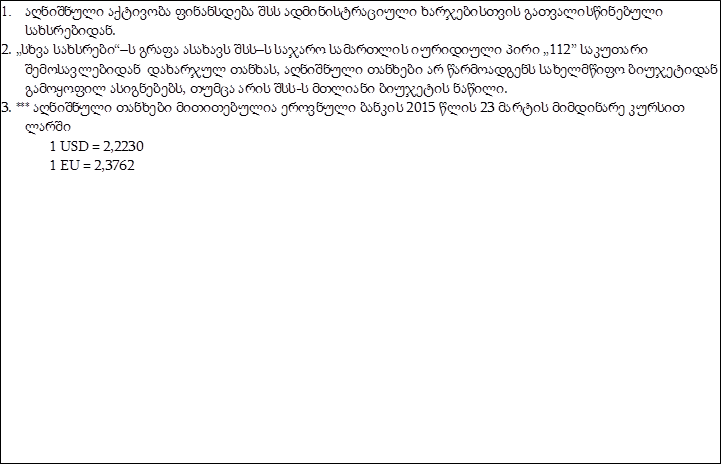 1. აღნიშნული აქტივობა ფინანსდება შსს ადმინისტრაციული ხარჯებისთვის გათვალისწინებული
სახსრებიდან.
2. „სხვა სახსრები“–ს გრაფა ასახავს შსს–ს საჯარო სამართლის იურიდიული პირი „112” საკუთარი
შემოსავლებიდან დახარჯულ თანხას, აღნიშნული თანხები არ წარმოადგენს სახელმწიფო ბიუჯეტიდან
გამოყოფილ ასიგნებებს, თუმცა არის შსს-ს მთლიანი ბიუჯეტის ნაწილი.
3. *** აღნიშნული თანხები მითითებულია ეროვნული ბანკის 2015 წლის 23 მარტის მიმდინარე კურსით
ლარში
1 USD = 2,2230
1 EU = 2,3762